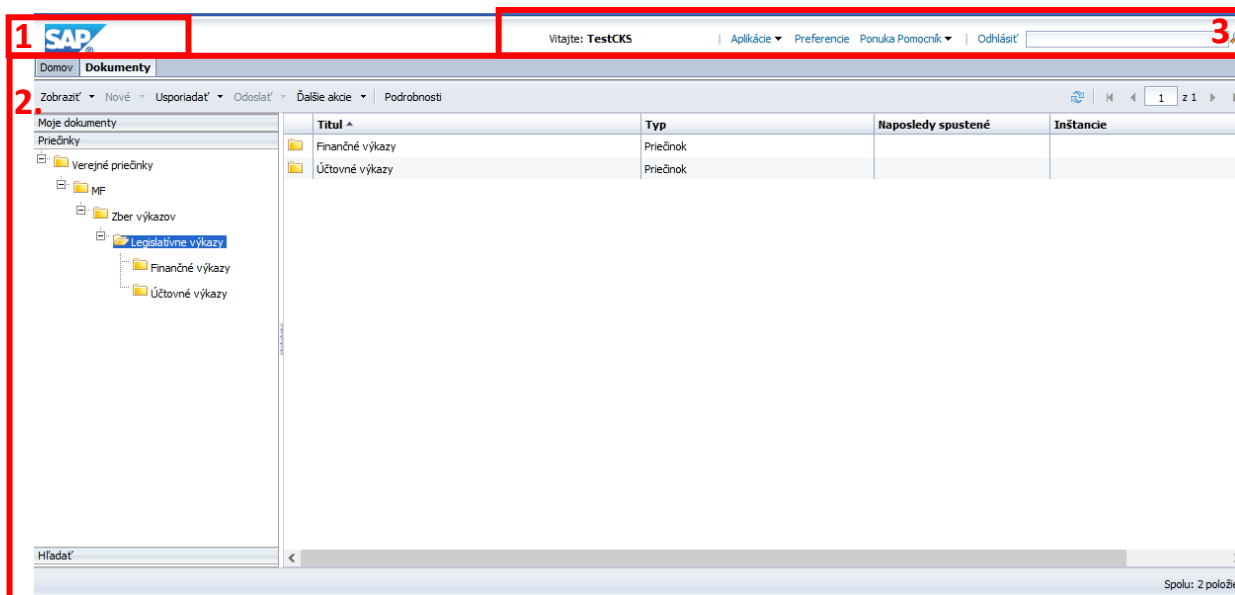 1 SAP® Vitajte: TestCKS | Aplikácie Preferencie Ponuka Pomocník | Odhlásiť 3
Domov Dokumenty
2. Zobraziť Nové Usporiadať Odoslať Ďalšie akcie Podrobnosti 1 z 1
Moje dokumenty
Priečinky
Titul Typ Naposledy spustené Inštancie
Finančné výkazy Priečinok
Účtovné výkazy Priečinok
Verejné priečinky
MF
Zber výkazov
Legislatívne výkazy
Finančné výkazy
Účtovné výkazy
Hľadať
Spolu: 2 položie